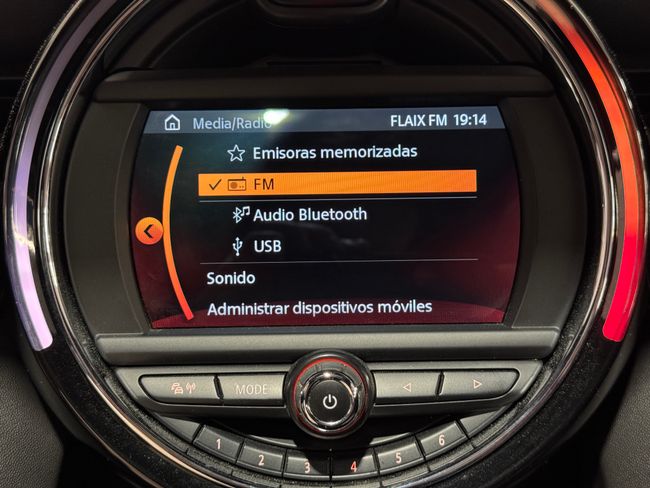 Media/Radio FLAIX FM 19:14
Emisoras memorizadas
FM
Audio Bluetooth
USB
Sonido
Administrar dispositivos móviles
MODE
1 2 3 4 5 6